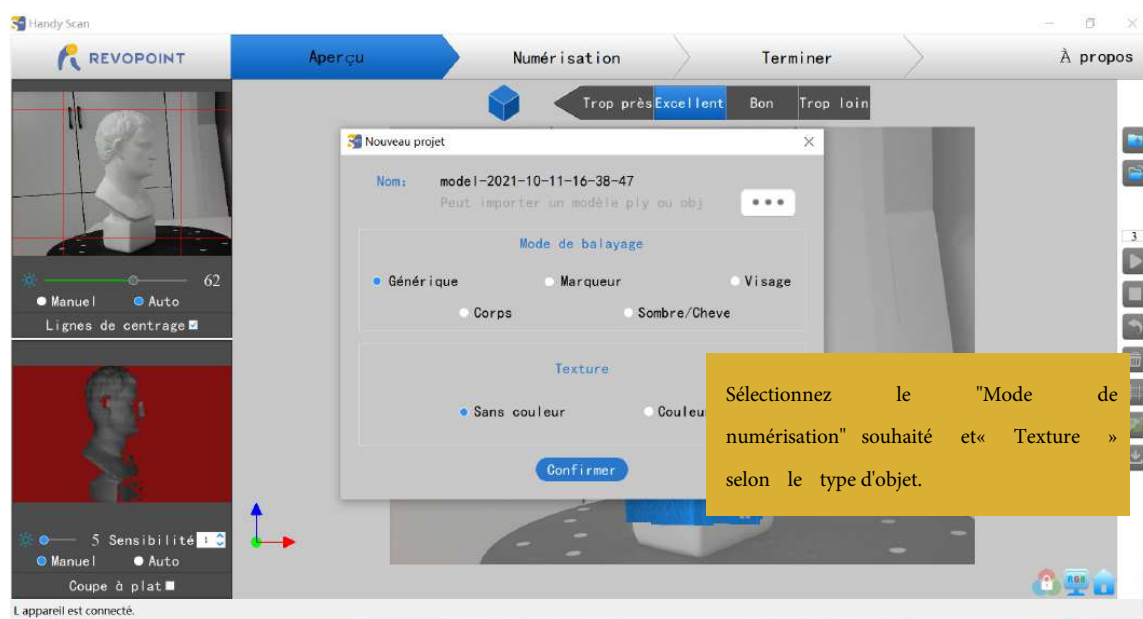 Handy Scan
REVOPOINT
Aperçu
Numérisation
Terminer
À propos
Trop près Excellent Bon Trop loin
Nouveau projet
Nom: model-2021-10-11-16-38-47
Peut importer un modèle ply ou obj
Mode de balayage
Générique Marqueur Visage
Corps Sombre/Cheve
Texture
Sans couleur Couleu
Confirmer
62
Manuel Auto
Lignes de centrage
5 Sensibilité 1
Manuel Auto
Coupe à plat
L appareil est connecté.
3
Sélectionnez le "Mode de
numérisation" souhaité et« Texture »
selon le type d'objet.
RGB